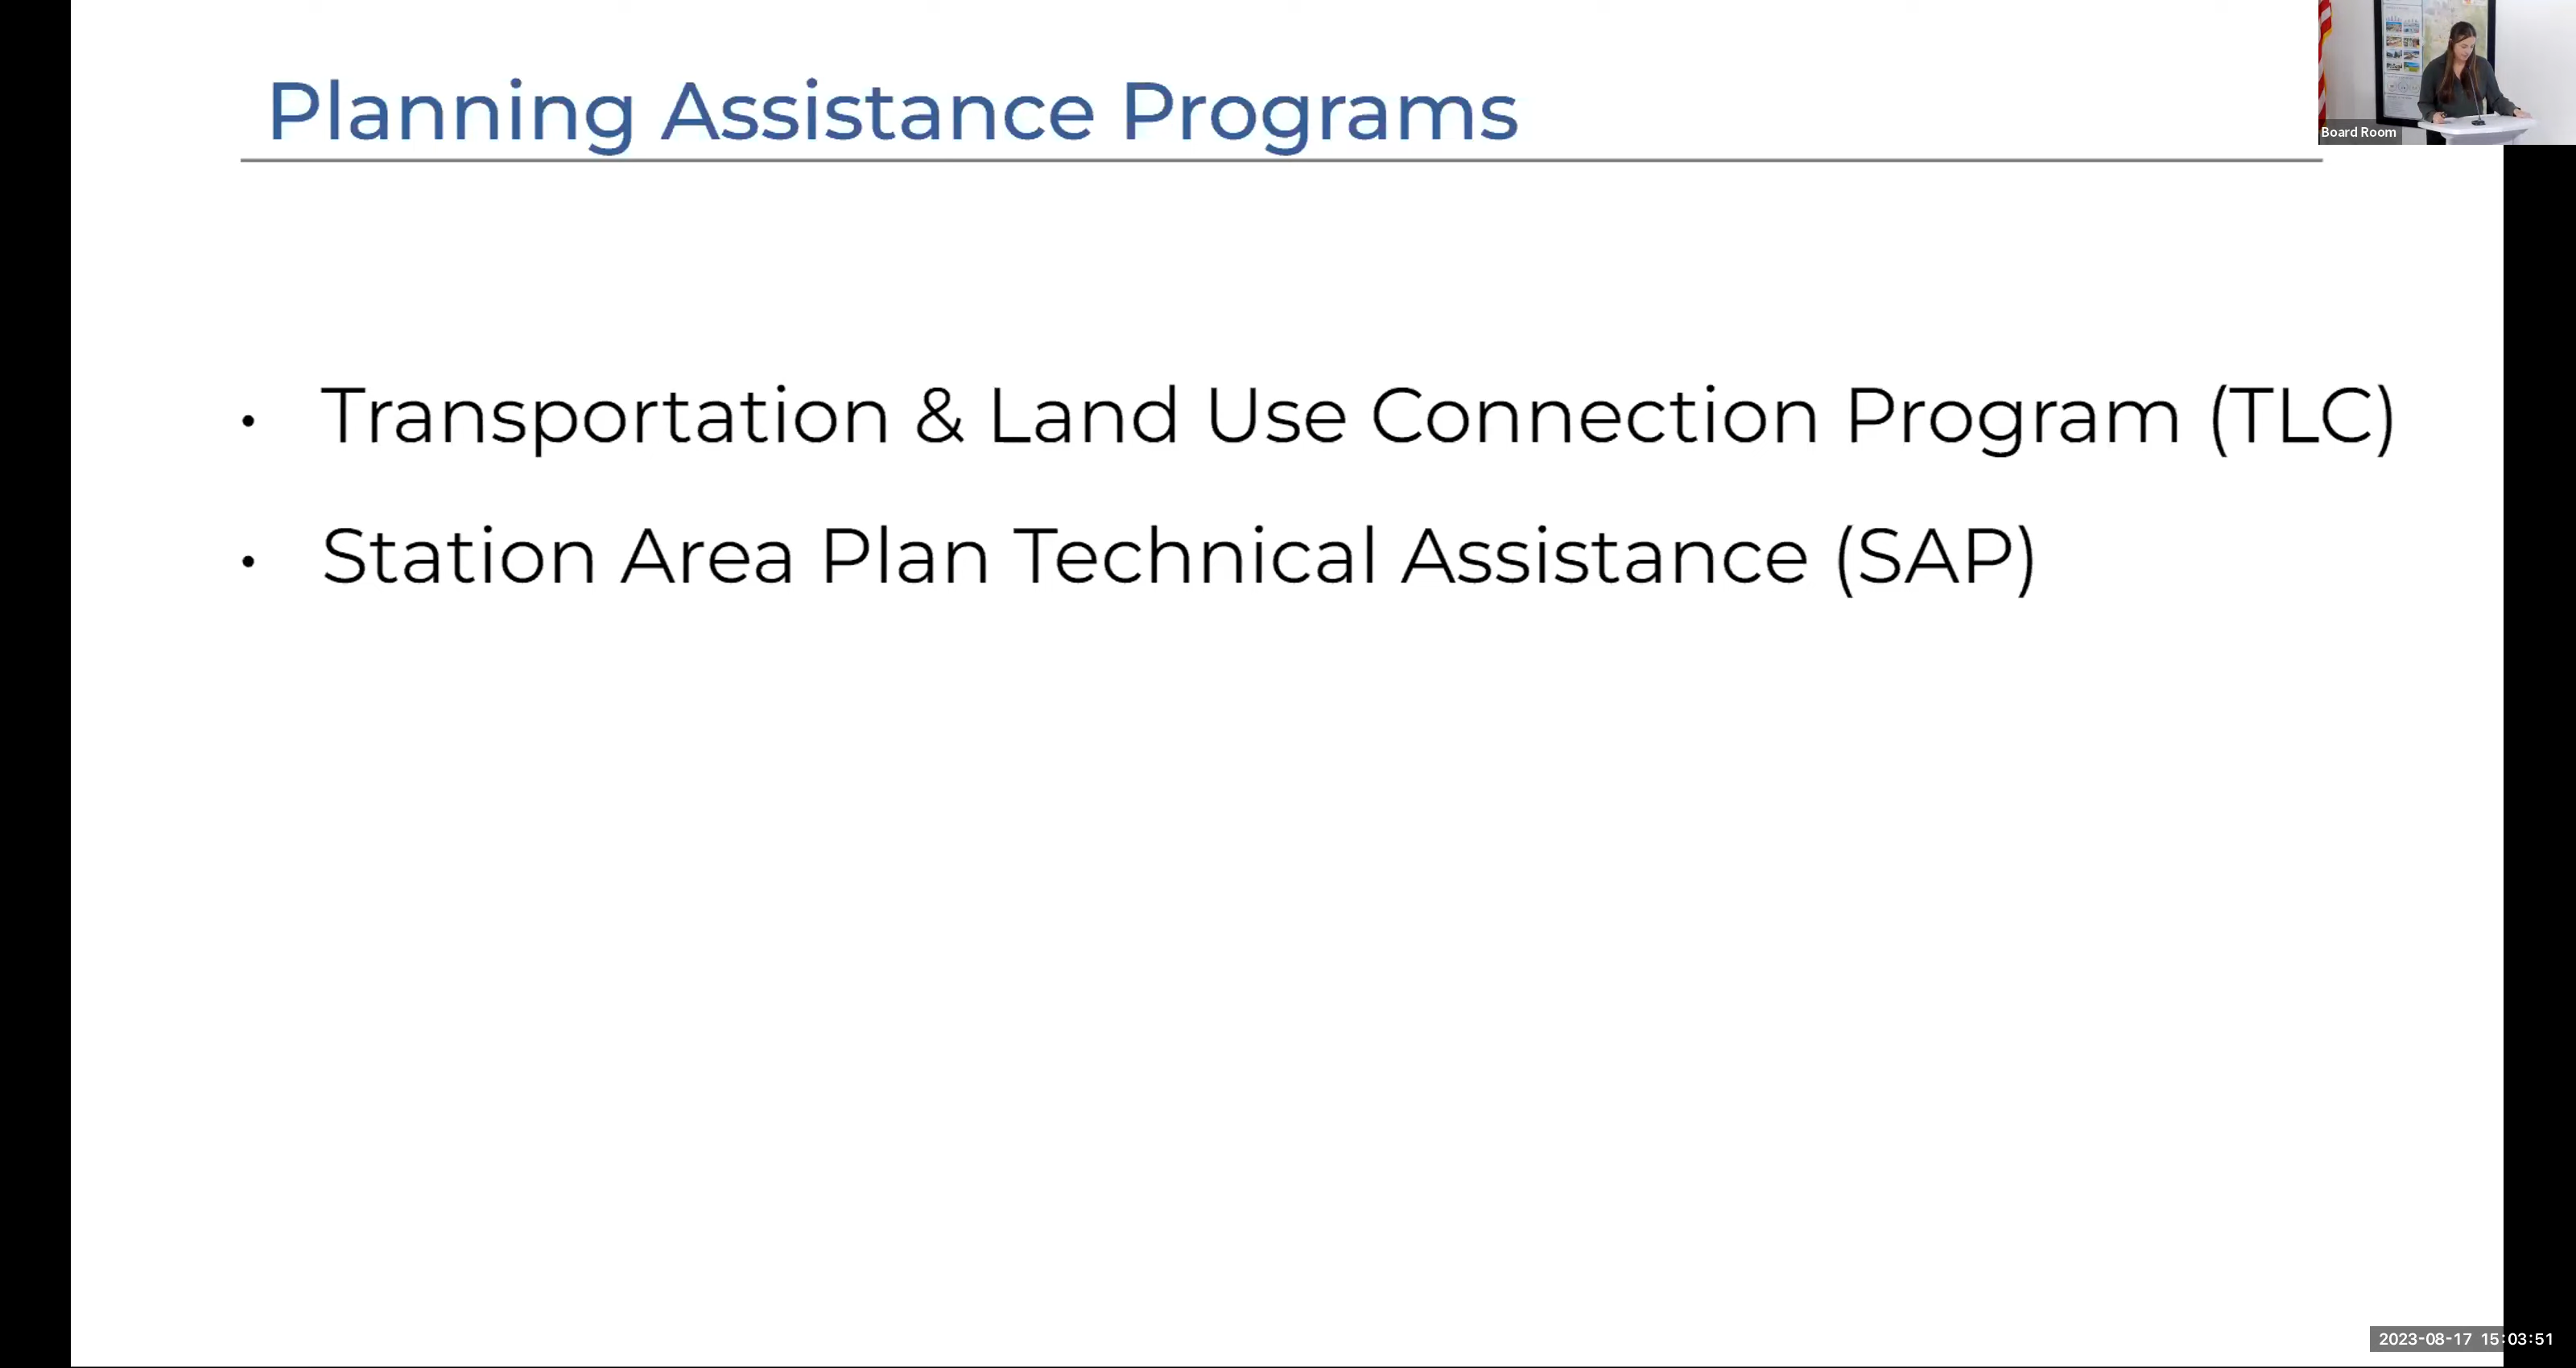 Planning Assistance Programs
Board Room
• Transportation & Land Use Connection Program (TLC)
• Station Area Plan Technical Assistance (SAP)
2023-08-17 15:03:51